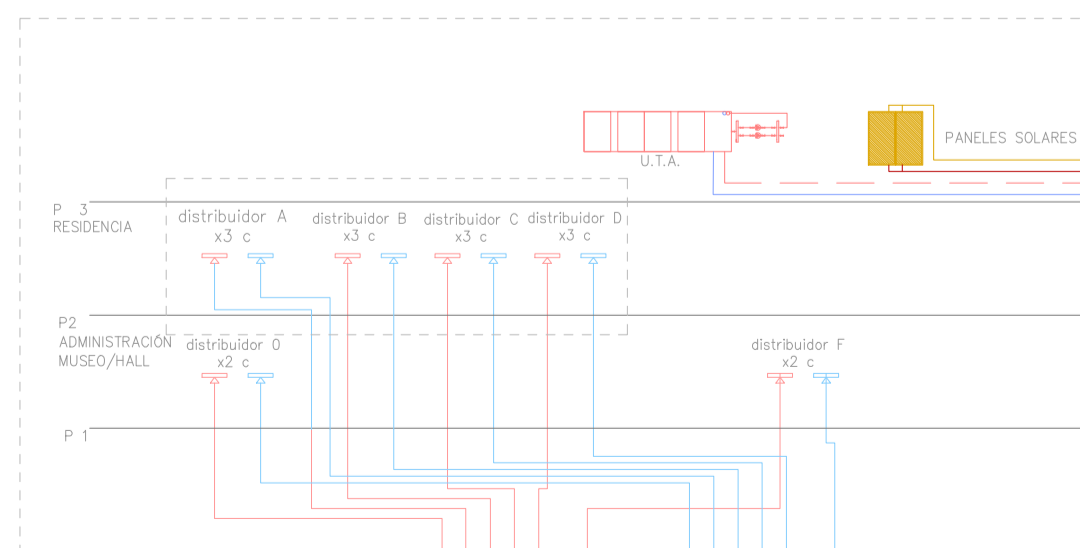 PANELES SOLARES
U.T.A.
P 3
RESIDENCIA
distribuidor A
x3 c
distribuidor B
x3 c
distribuidor C
x3 c
distribuidor D
x3 c
P2
ADMINISTRACIÓN
MUSEO/HALL
distribuidor O
x2 c
distribuidor F
x2 c
P 1